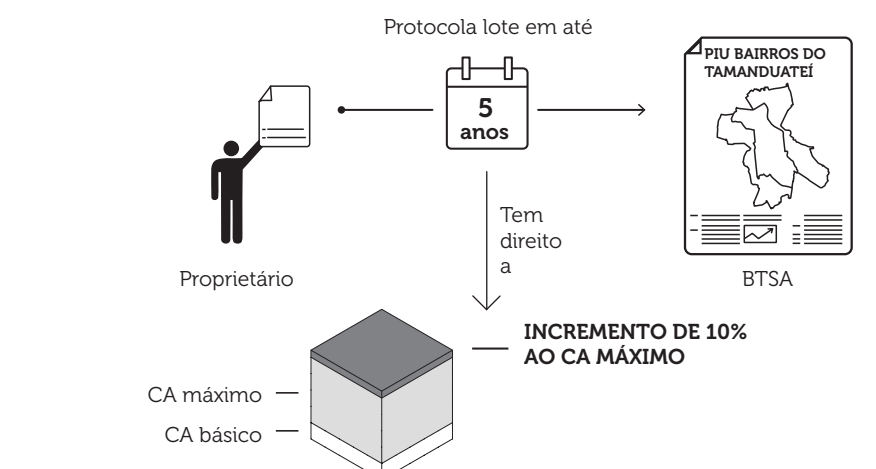 Protocola lote em até
5
anos
PIU BAIRROS DO
TAMANDUATEÍ
Tem
direito
a
Proprietário
BTSA
INCREMENTO DE 10%
AO CA MÁXIMO
CA máximo
CA básico